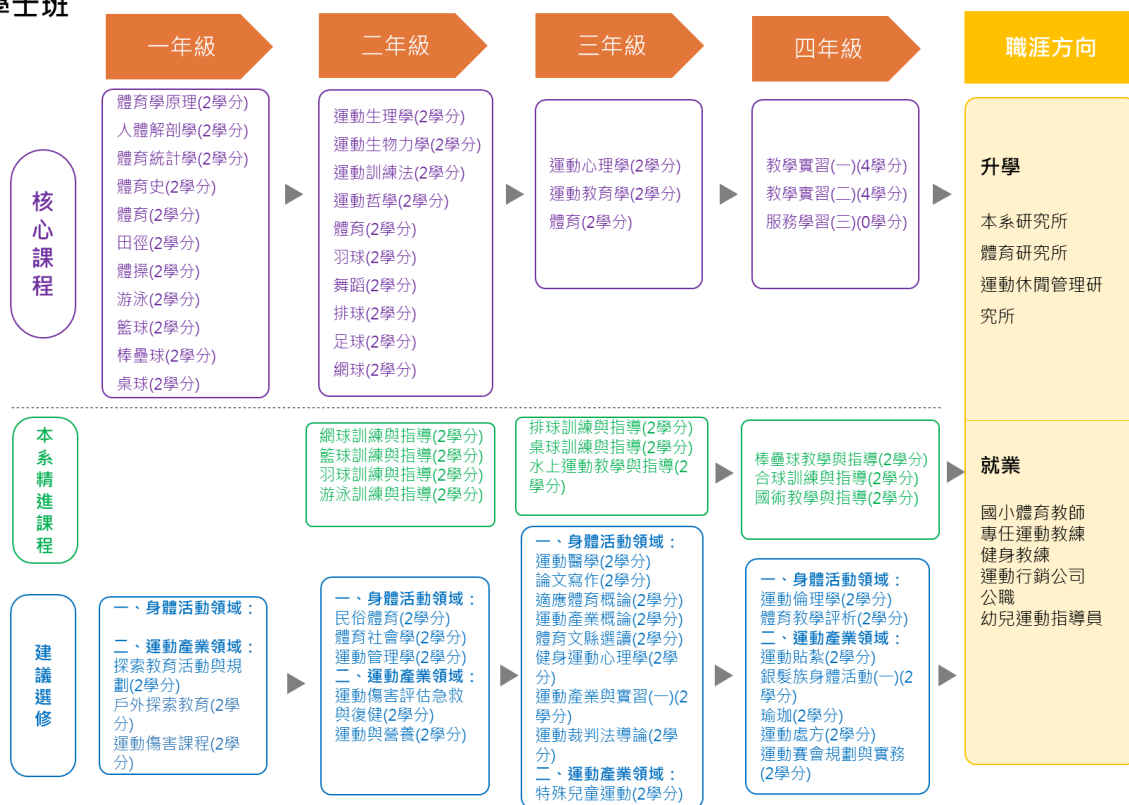 學士班
一年級
二年級
三年級
四年級
職涯方向
核心課程
體育學原理(2學分)
人體解剖學(2學分)
體育統計學(2學分)
體育史(2學分)
體育(2學分)
田徑(2學分)
體操(2學分)
游泳(2學分)
籃球(2學分)
棒壘球(2學分)
桌球(2學分)
運動生理學(2學分)
運動生物力學(2學分)
運動訓練法(2學分)
運動哲學(2學分)
體育(2學分)
羽球(2學分)
舞蹈(2學分)
排球(2學分)
足球(2學分)
網球(2學分)
運動心理學(2學分)
運動教育學(2學分)
體育(2學分)
教學實習(一)(4學分)
教學實習(二)(4學分)
服務學習(三)(0學分)
升學
本系研究所
體育研究所
運動休閒管理研
究所
本系精進課程
網球訓練與指導(2學分)
籃球訓練與指導(2學分)
羽球訓練與指導(2學分)
游泳訓練與指導(2學分)
排球訓練與指導(2學分)
桌球訓練與指導(2學分)
水上運動教學與指導(2
學分)
棒壘球教學與指導(2學分)
合球訓練與指導(2學分)
國術教學與指導(2學分)
就業
國小體育教師
專任運動教練
健身教練
運動行銷公司
公職
幼兒運動指導員
建議選修
一、身體活動領域：
二、運動產業領域：
探索教育活動與規
劃(2學分)
戶外探索教育(2學
分)
運動傷害課程(2學
分)
一、身體活動領域：
民俗體育(2學分)
體育社會學(2學分)
運動管理學(2學分)
二、運動產業領域：
運動傷害評估急救
與復健(2學分)
運動與營養(2學分)
一、身體活動領域：
運動醫學(2學分)
論文寫作(2學分)
適應體育概論(2學分)
運動產業概論(2學分)
體育文縣選讀(2學分)
健身運動心理學(2學
分)
運動產業與實習(一)(2
學分)
運動裁判法導論(2學
分)
二、運動產業領域：
特殊兒童運動(2學分)
一、身體活動領域：
運動倫理學(2學分)
體育教學評析(2學分)
二、運動產業領域：
運動貼紮(2學分)
銀髮族身體活動(一)(2
學分)
瑜珈(2學分)
運動處方(2學分)
運動賽會規劃與實務
(2學分)